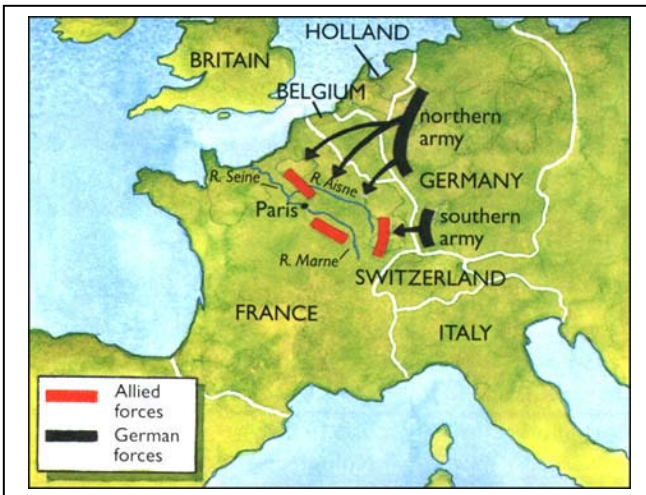 HOLLAND
BRITAIN
BELGIUM
northern
army
R. Seine
R. Aisne
GERMANY
Paris
southern
army
R. Marne
SWITZERLAND
FRANCE
ITALY
Allied
forces
German
forces